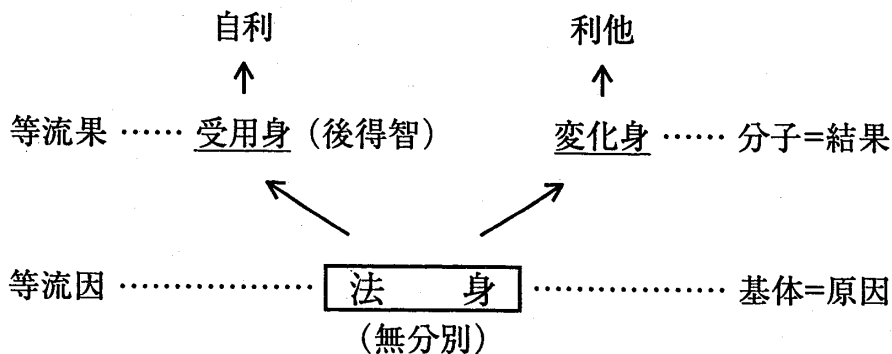 自利 利他
等流果 …… 受用身 (後得智) 変化身 …… 分子=結果
等流因 ……………… 法 身 ……………… 基体=原因
(無分別)